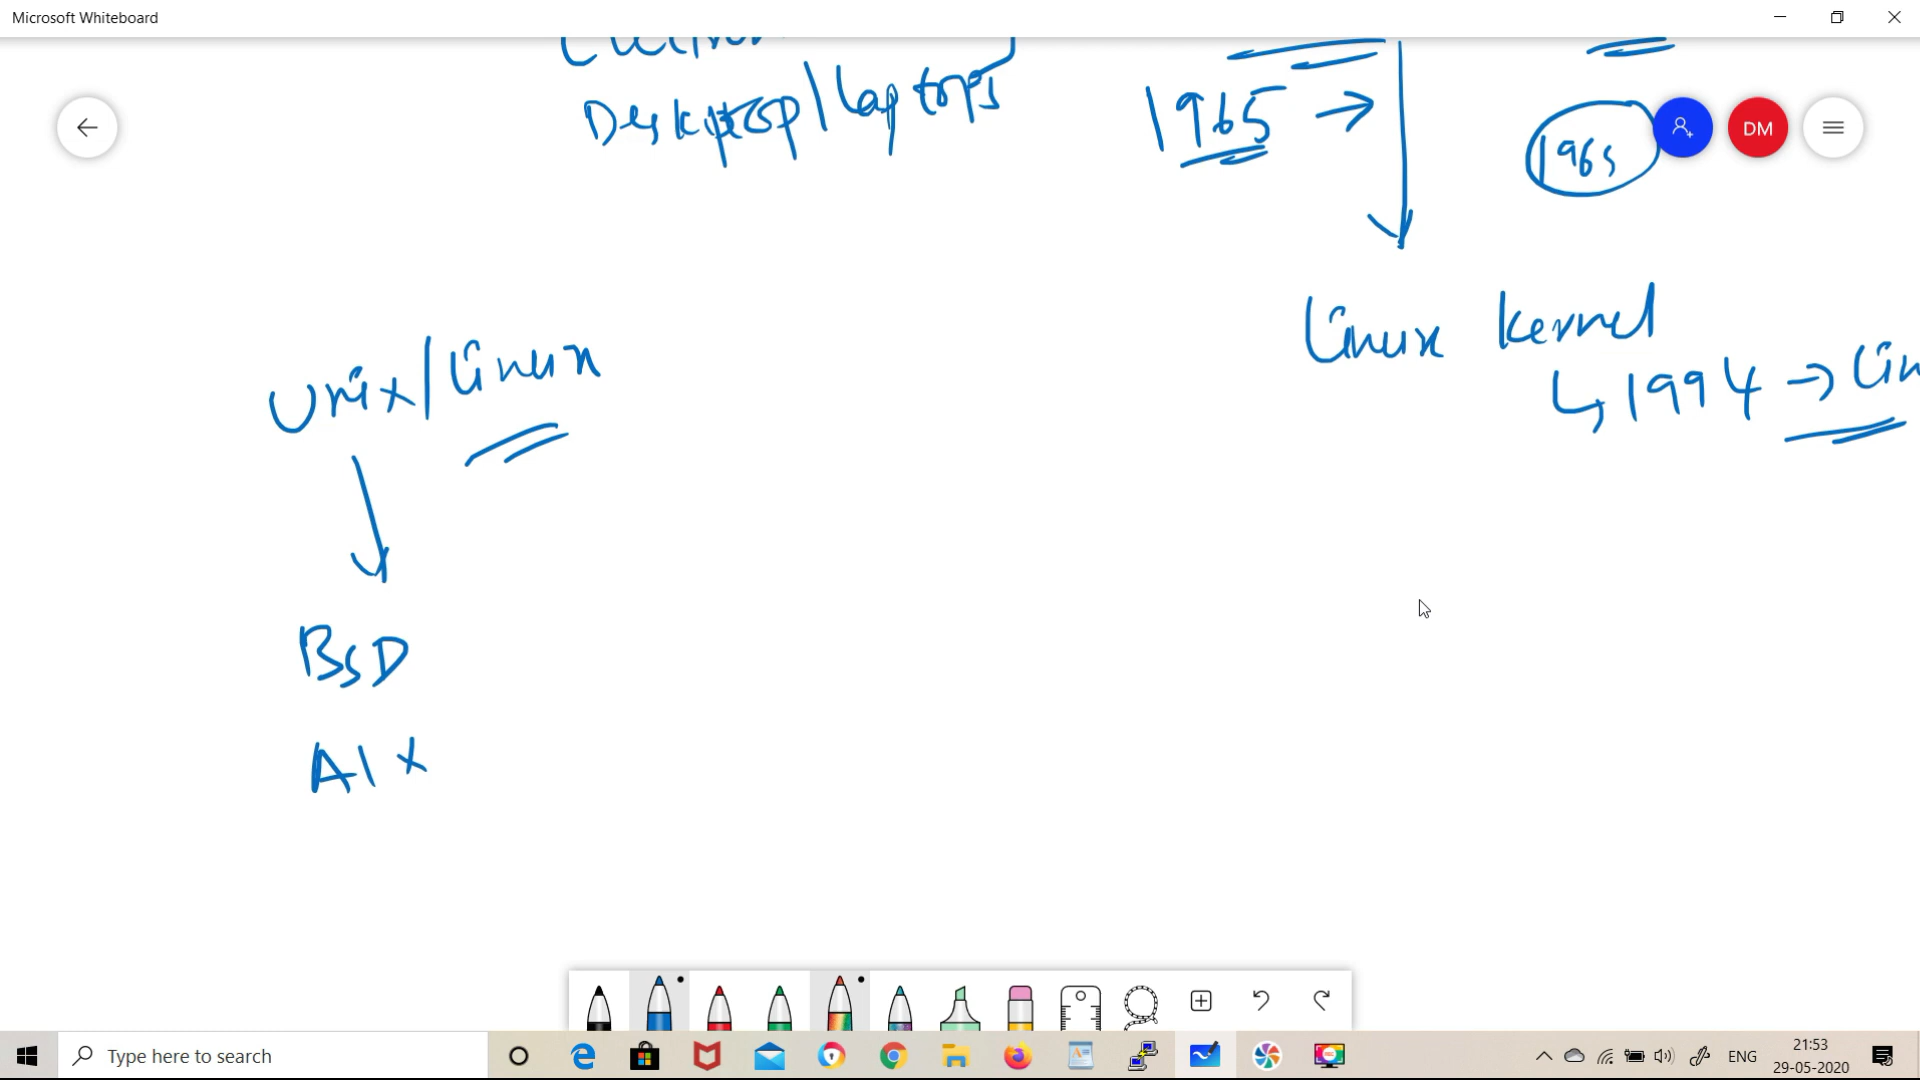 Microsoft Whiteboard
Desktop/laptops
1965 →
1965
DM
Linux kernel
↳ 1994 → Lin
Unix/Linux
BSD
AIX
Type here to search
ENG
21:53
29-05-2020